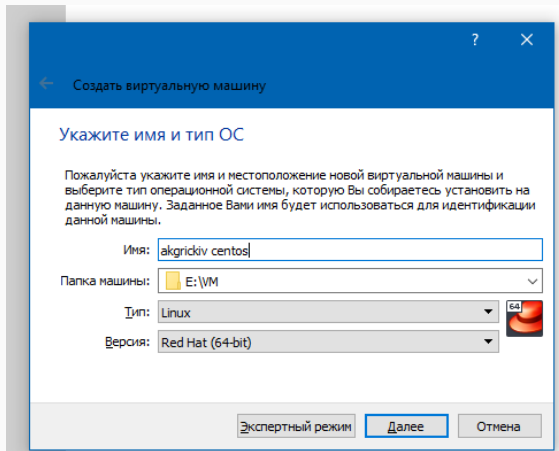 ?
Создать виртуальную машину
Укажите имя и тип ОС
Пожалуйста укажите имя и местоположение новой виртуальной машины и
выберите тип операционной системы, которую Вы собираетесь установить на
данную машину. Заданное Вами имя будет использоваться для идентификации
данной машины.
Имя: akgrickiv centos
Папка машины: E:\VM
Тип: Linux
64
Версия: Red Hat (64-bit)
Экспертный режим Далее Отмена